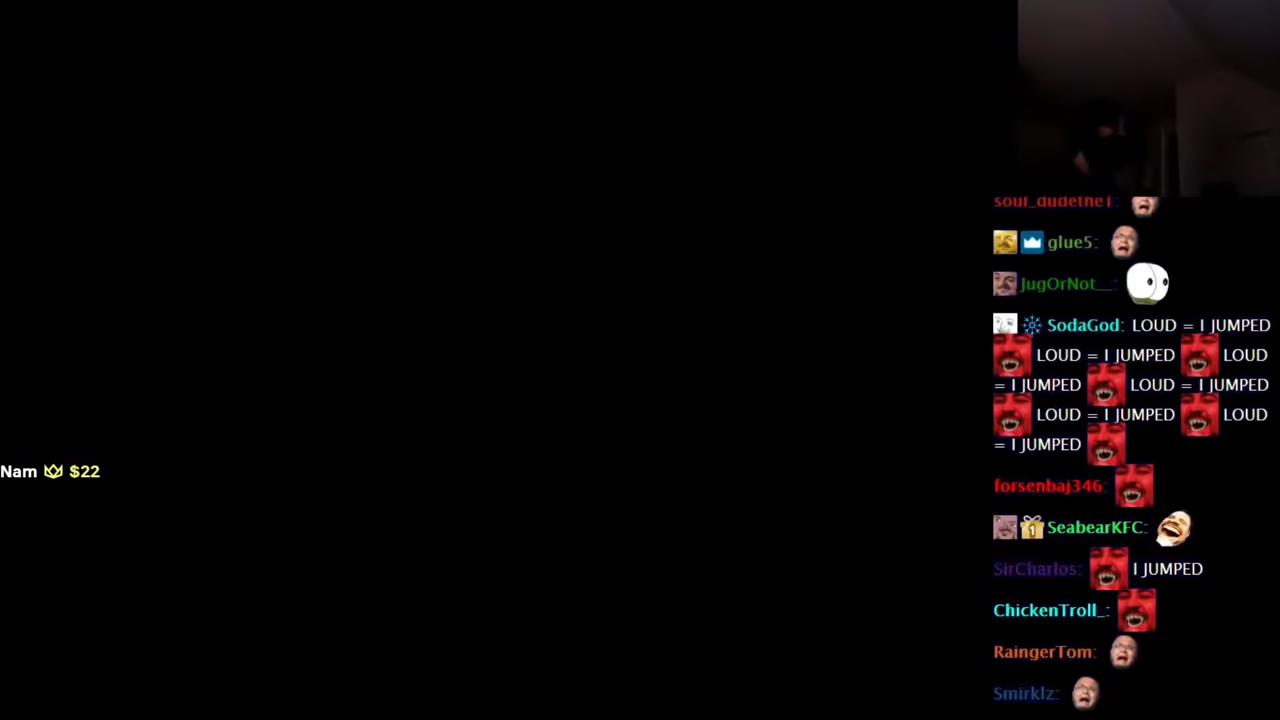 soul_dudethe1:
glue5:
JugOrNot__:
SodaGod: LOUD = I JUMPED
LOUD = I JUMPED LOUD
= I JUMPED LOUD = I JUMPED
LOUD = I JUMPED LOUD
= I JUMPED
forsenbaj346:
Nam $22
SeabearKFC:
SirCharlos: I JUMPED
ChickenTroll_:
RaingerTom:
Smirklz: